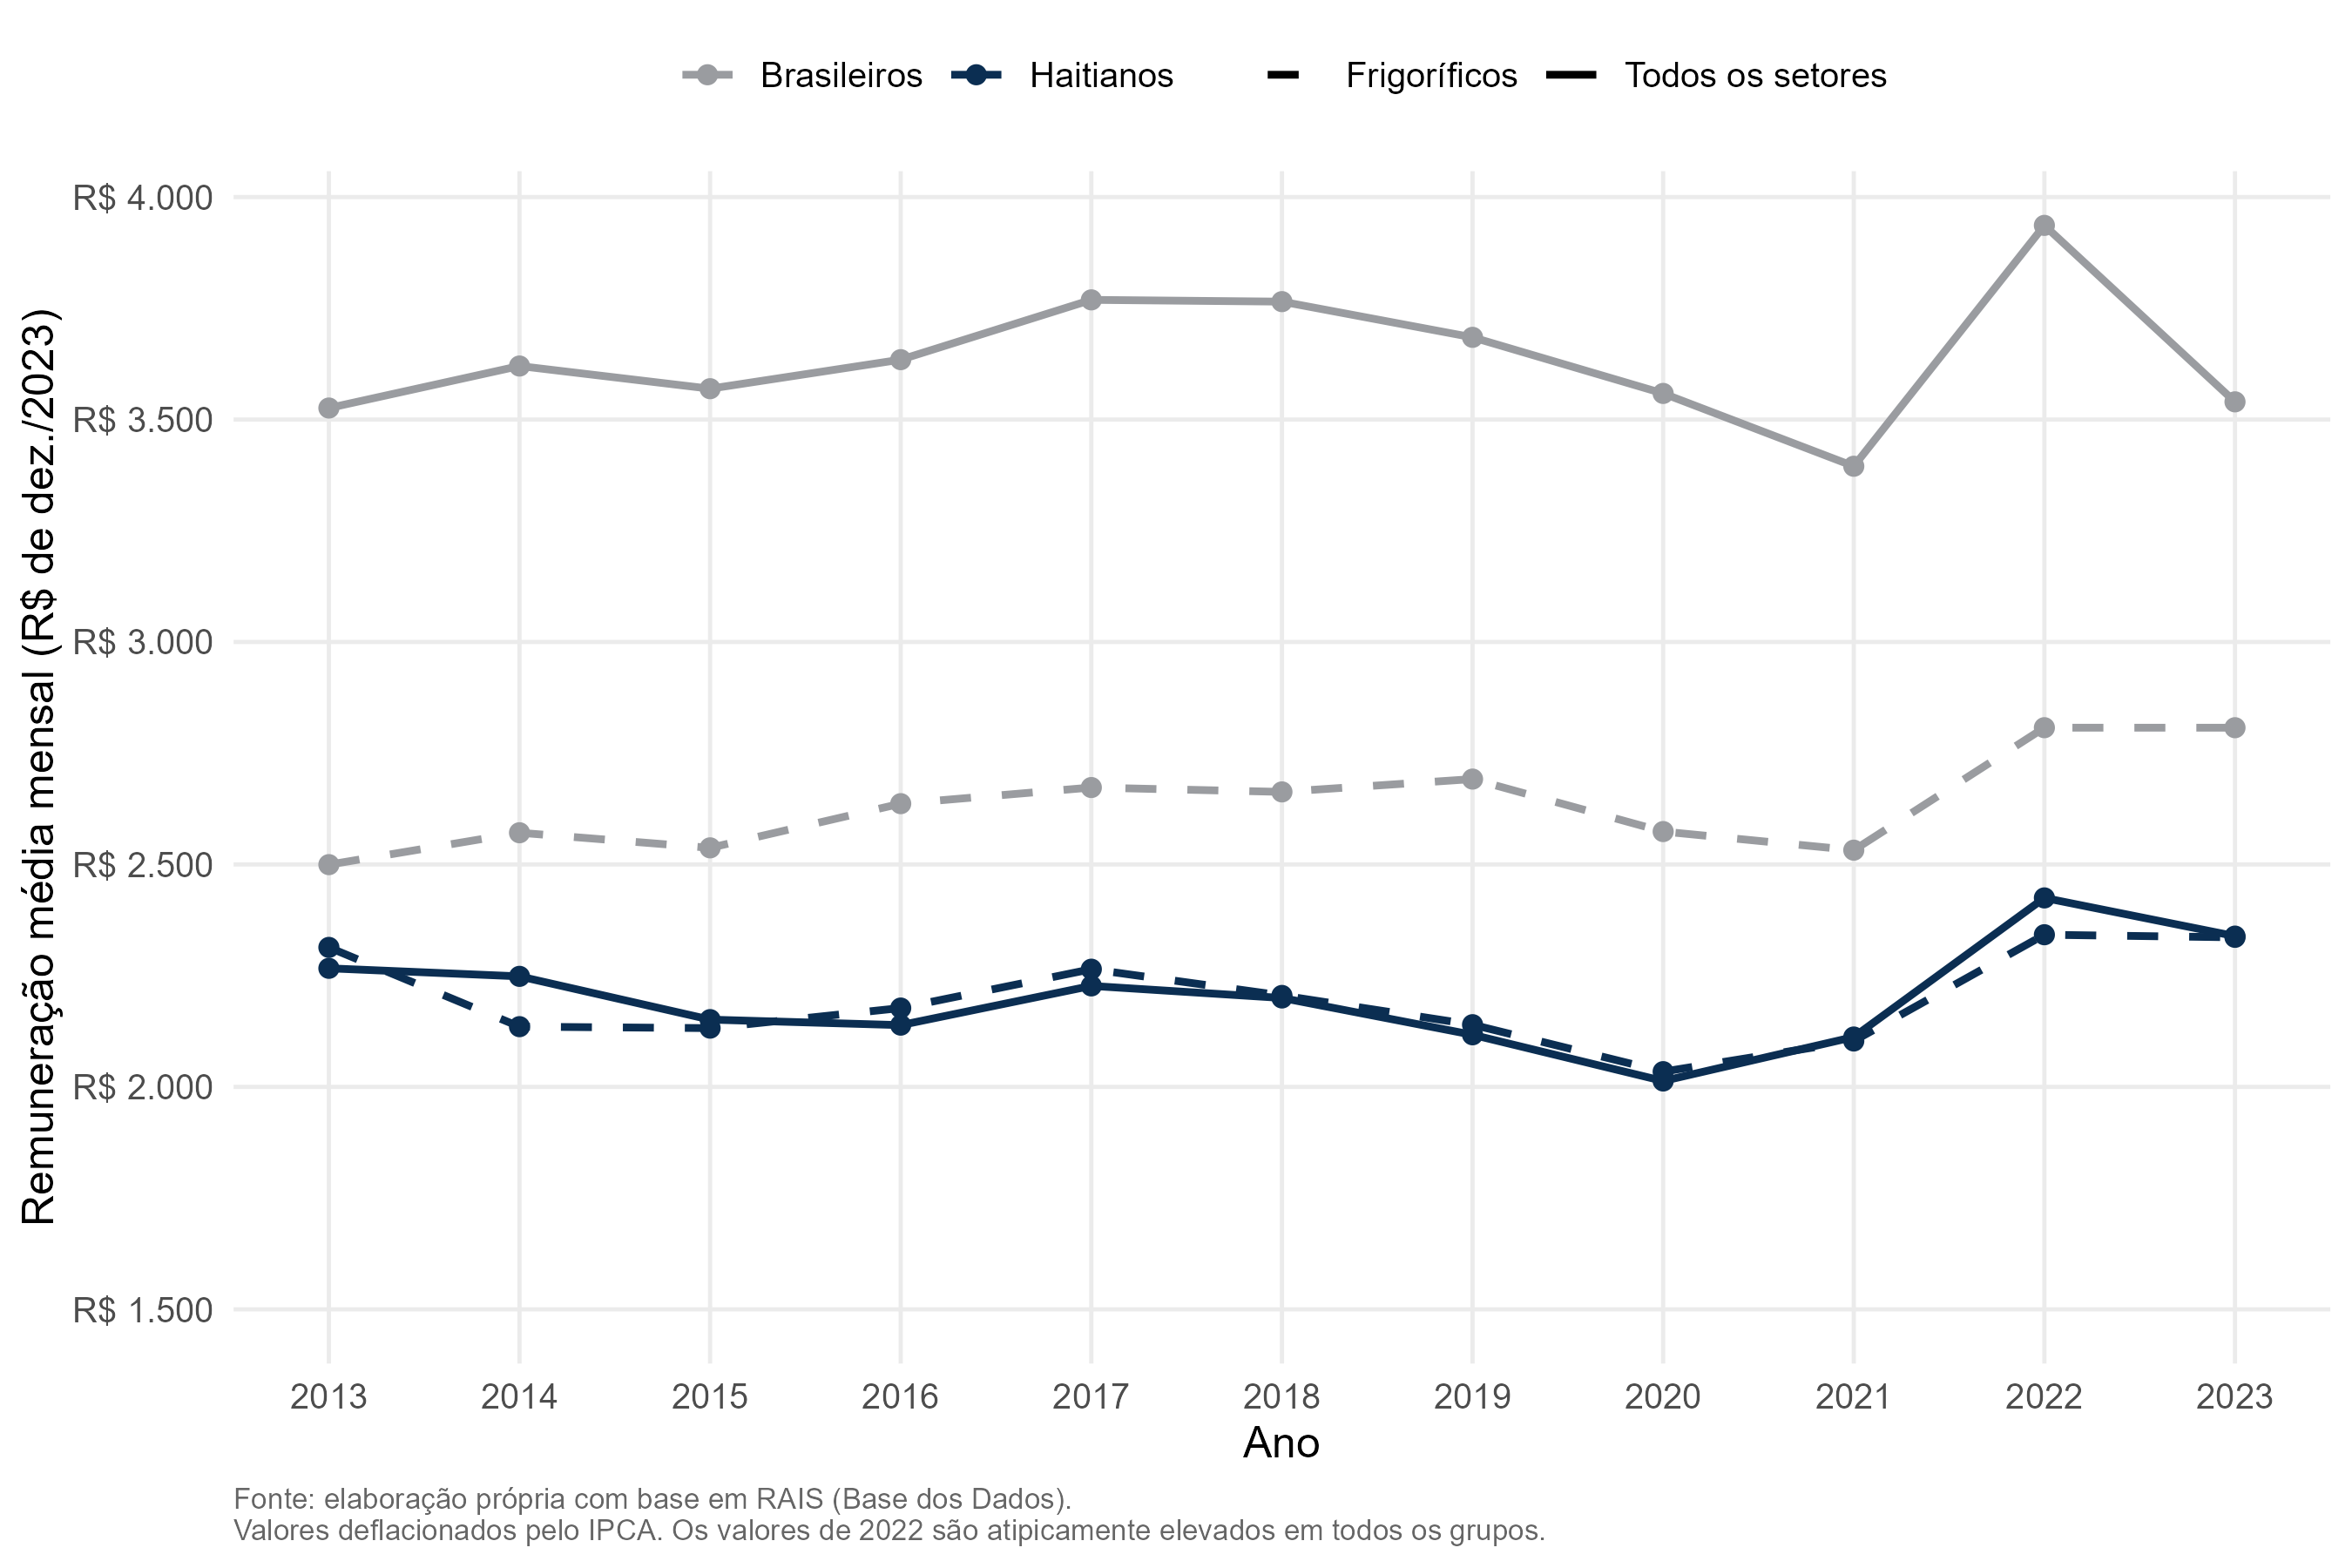 Brasileiros Haitianos Frigoríficos Todos os setores
Remuneração média mensal (R$ de dez./2023)
R$ 4.000
R$ 3.500
R$ 3.000
R$ 2.500
R$ 2.000
R$ 1.500
2013 2014 2015 2016 2017 2018 2019 2020 2021 2022 2023
Ano
Fonte: elaboração própria com base em RAIS (Base dos Dados).
Valores deflacionados pelo IPCA. Os valores de 2022 são atipicamente elevados em todos os grupos.